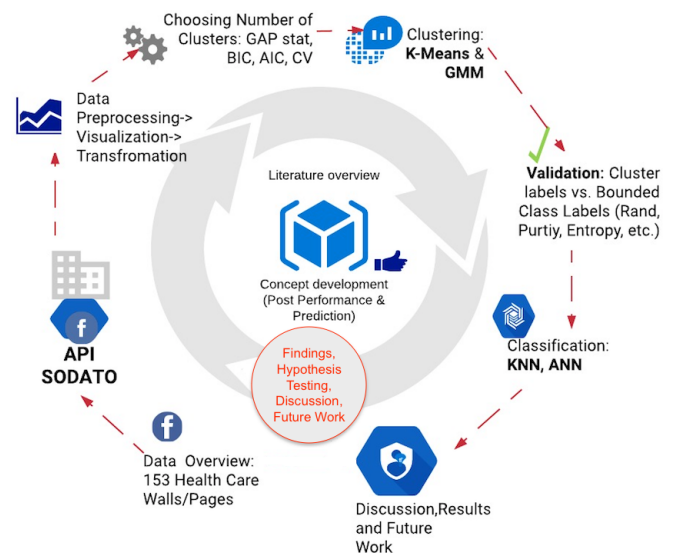 Choosing Number of
Clusters: GAP stat,
BIC, AIC, CV
Clustering:
K-Means &
GMM
Data
Preprocessing->
Visualization->
Transfromation
Validation: Cluster
labels vs. Bounded
Class Labels (Rand,
Purtiy, Entropy, etc.)
Literature overview
Concept development
(Post Performance &
Prediction)
Findings,
Hypothesis
Testing,
Discussion,
Future Work
API
SODATO
Classification:
KNN, ANN
Data Overview:
153 Health Care
Walls/Pages
Discussion,Results
and Future
Work